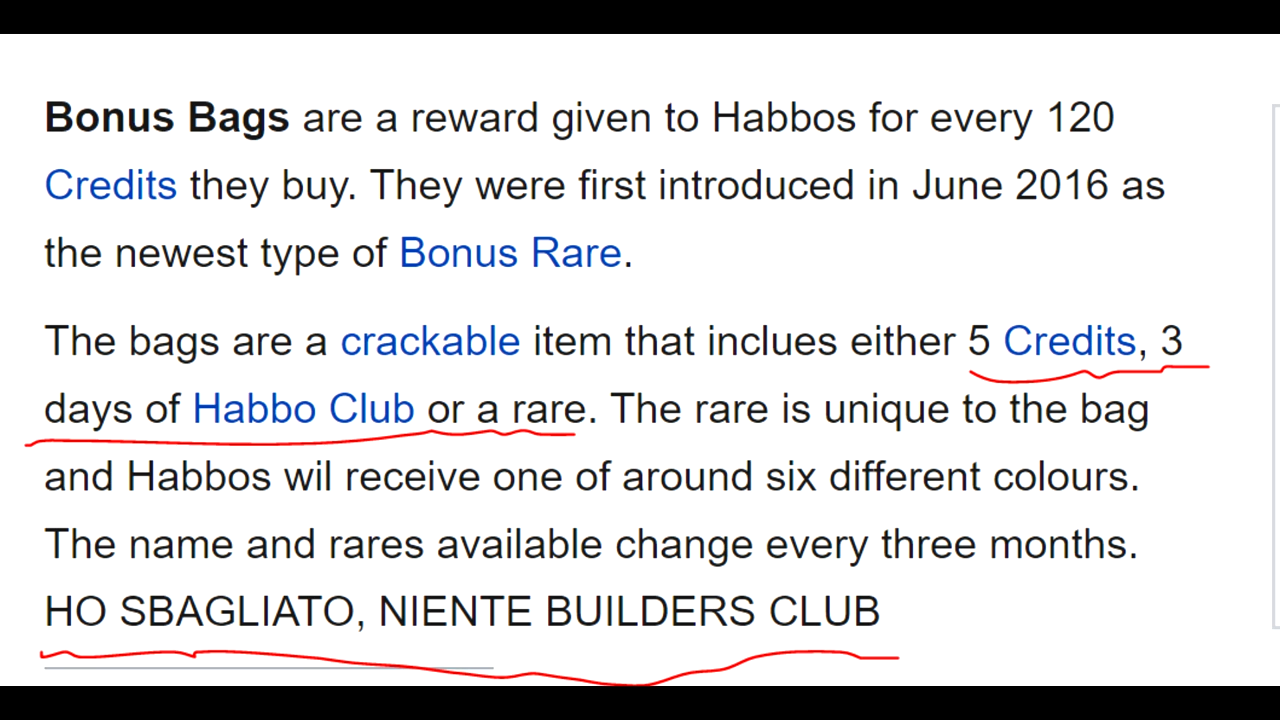 Bonus Bags are a reward given to Habbos for every 120
Credits they buy. They were first introduced in June 2016 as
the newest type of Bonus Rare.
The bags are a crackable item that inclues either 5 Credits, 3
days of Habbo Club or a rare. The rare is unique to the bag
and Habbos wil receive one of around six different colours.
The name and rares available change every three months.
HO SBAGLIATO, NIENTE BUILDERS CLUB